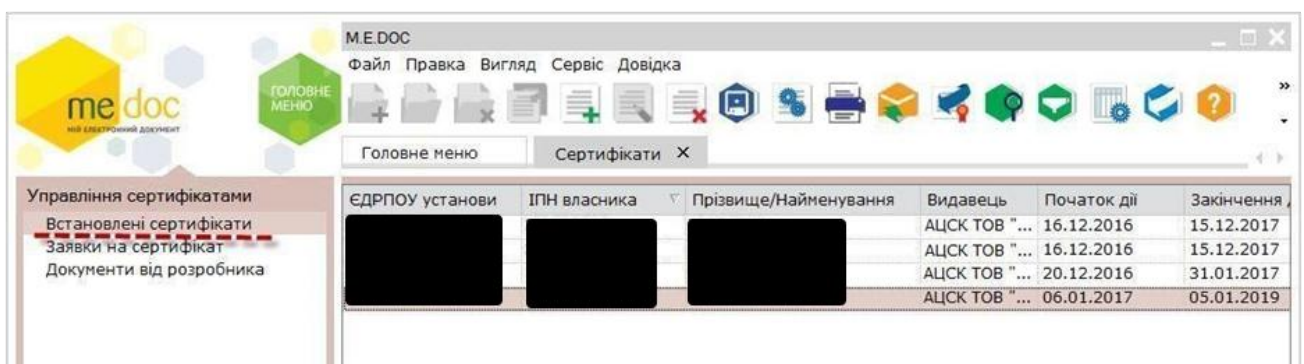 me doc
МІЙ ЕЛЕКТРОННИЙ ДОКУМЕНТ
ГОЛОВНЕ
МЕНЮ
M.E.DOC
Файл Правка Вигляд Сервіс Довідка
Головне меню
Сертифікати X
Управління сертифікатами
Встановлені сертифікати
Заявки на сертифікат
Документи від розробника
ЄДРПОУ установи ІПН власника Прізвище/Найменування Видавець Початок дії Закінчення
АЦСК ТОВ "... 16.12.2016 15.12.2017
АЦСК ТОВ "... 16.12.2016 15.12.2017
АЦСК ТОВ "... 20.12.2016 31.01.2017
АЦСК ТОВ "... 06.01.2017 05.01.2019